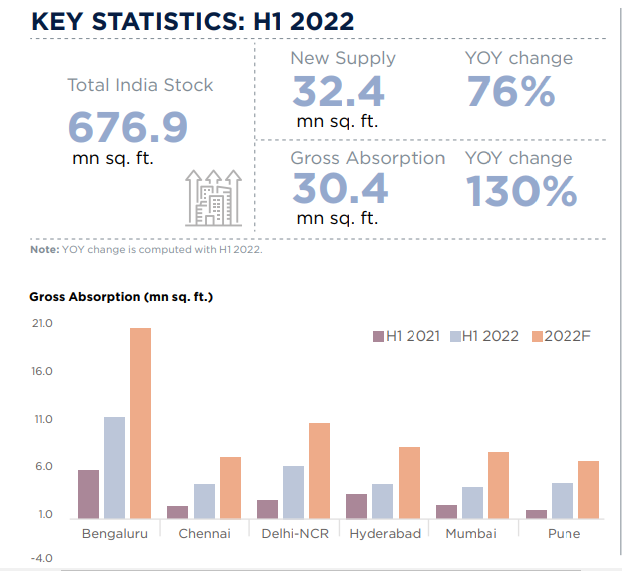 KEY STATISTICS: H1 2022
Total India Stock
676.9
mn sq. ft.
New Supply
32.4
mn sq. ft.
YOY change
76%
Gross Absorption
30.4
mn sq. ft.
YOY change
130%
Note: YOY change is computed with H1 2022.
Gross Absorption (mn sq. ft.)
H1 2021 H1 2022 2022F
21.0
16.0
11.0
6.0
1.0
-4.0
Bengaluru Chennai Delhi-NCR Hyderabad Mumbai Pune